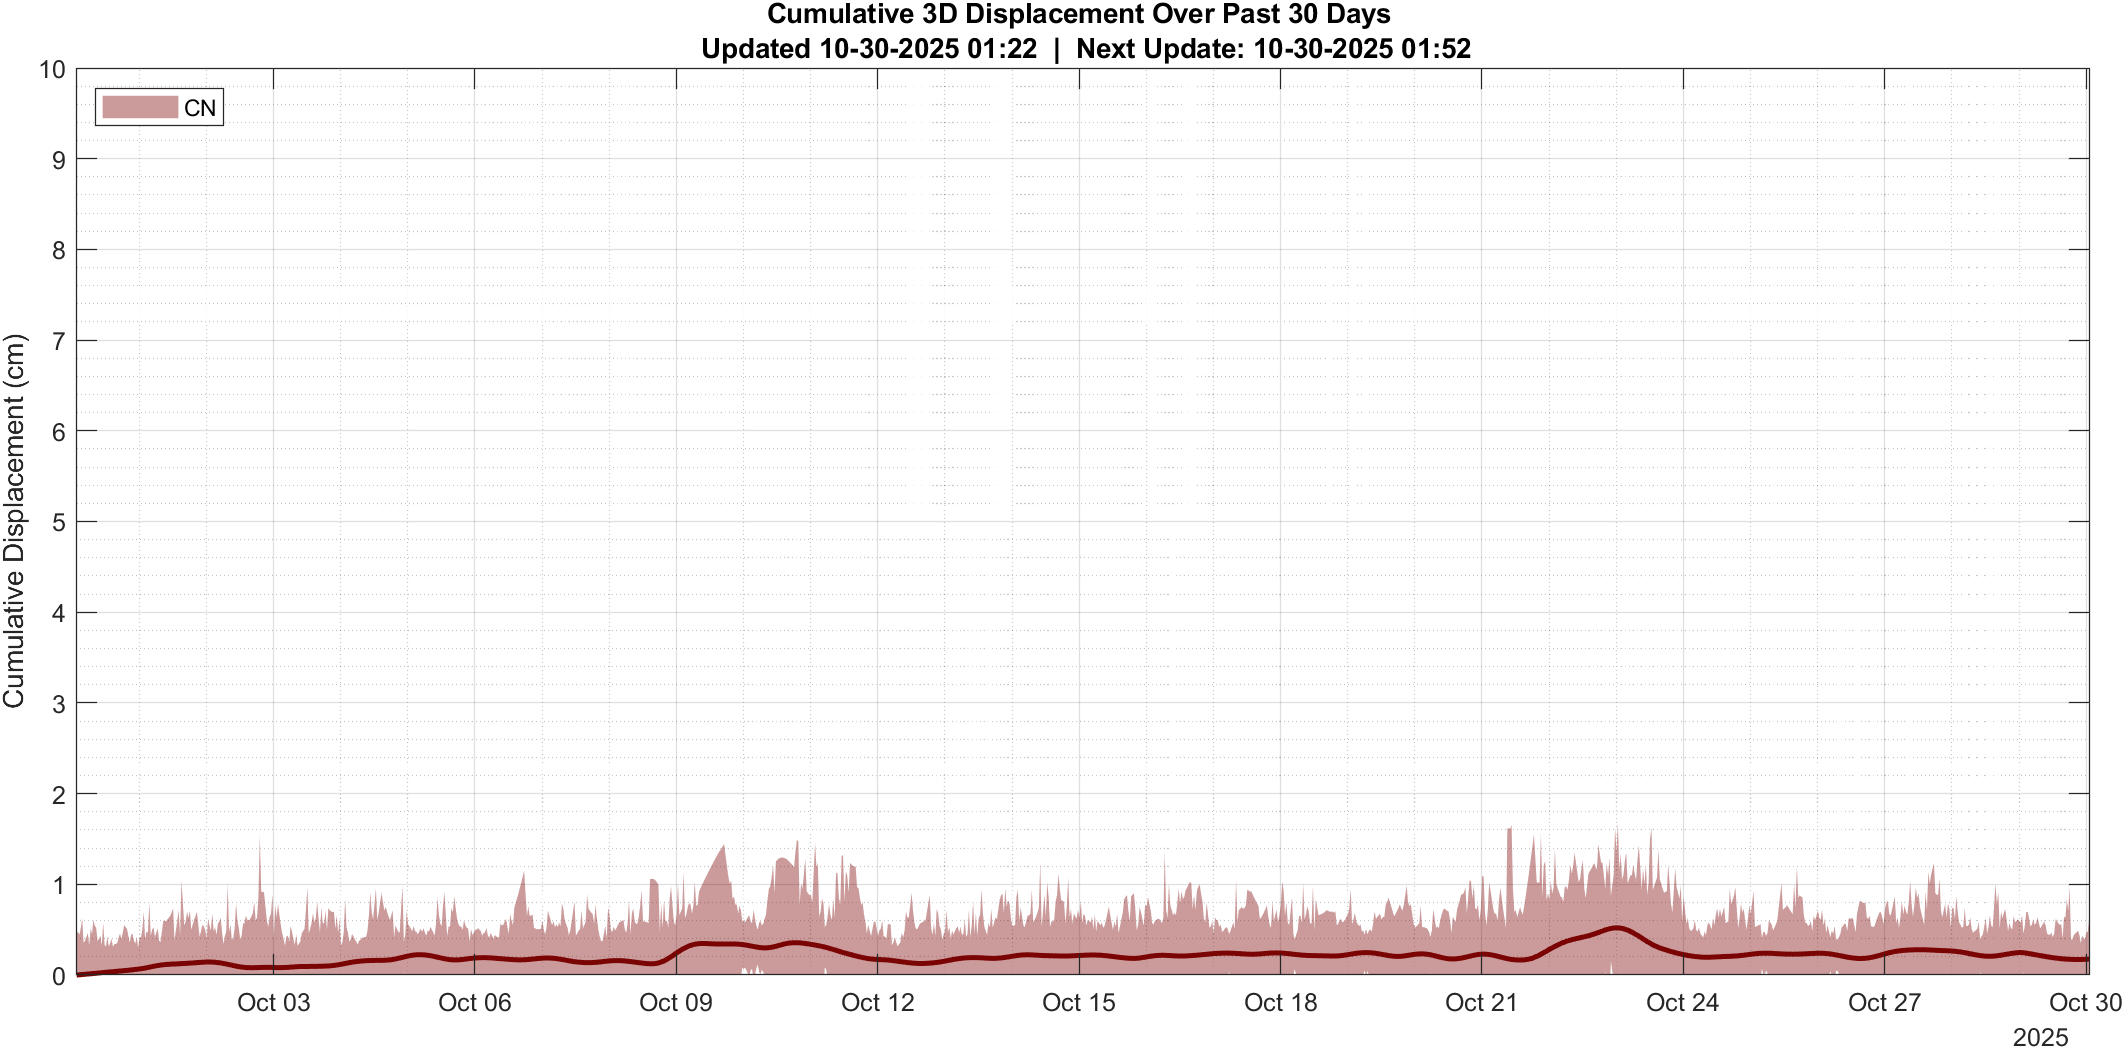 Cumulative 3D Displacement Over Past 30 Days
Updated 10-30-2025 01:22 | Next Update: 10-30-2025 01:52
CN
Cumulative Displacement (cm)
10
9
8
7
6
5
4
3
2
1
0
Oct 03 Oct 06 Oct 09 Oct 12 Oct 15 Oct 18 Oct 21 Oct 24 Oct 27 Oct 30
2025